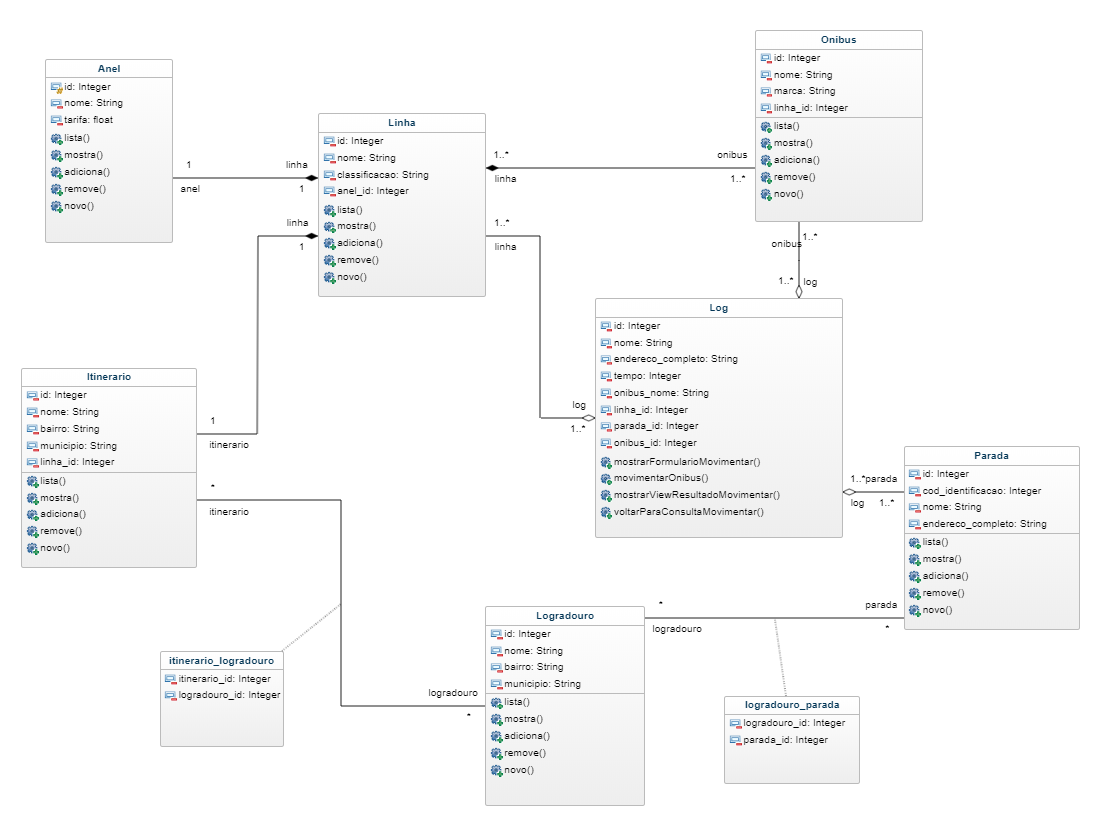 Anel
id: Integer
nome: String
tarifa: float
lista()
mostra()
adiciona()
remove()
novo()
1
anel
linha
1
Linha
id: Integer
nome: String
classificacao: String
anel_id: Integer
lista()
mostra()
adiciona()
remove()
novo()
linha
1
1
itinerario
1..*
linha
onibus
1..*
Onibus
id: Integer
nome: String
marca: String
linha_id: Integer
lista()
mostra()
adiciona()
remove()
novo()
1..*
onibus
1..*
log
1..*
linha
log
1..*
Log
id: Integer
nome: String
endereco_completo: String
tempo: Integer
onibus_nome: String
linha_id: Integer
parada_id: Integer
onibus_id: Integer
mostrarFormularioMovimentar()
movimentarOnibus()
mostrarViewResultadoMovimentar()
voltarParaConsultaMovimentar()
1..*parada
log
1..*
Parada
id: Integer
cod_identificacao: Integer
nome: String
endereco_completo: String
lista()
mostra()
adiciona()
remove()
novo()
Itinerario
id: Integer
nome: String
bairro: String
municipio: String
linha_id: Integer
lista()
mostra()
adiciona()
remove()
novo()
*
itinerario
logradouro
*
itinerario_logradouro
itinerario_id: Integer
logradouro_id: Integer
Logradouro
id: Integer
nome: String
bairro: String
municipio: String
lista()
mostra()
adiciona()
remove()
novo()
*
logradouro
parada
*
logradouro_parada
logradouro_id: Integer
parada_id: Integer